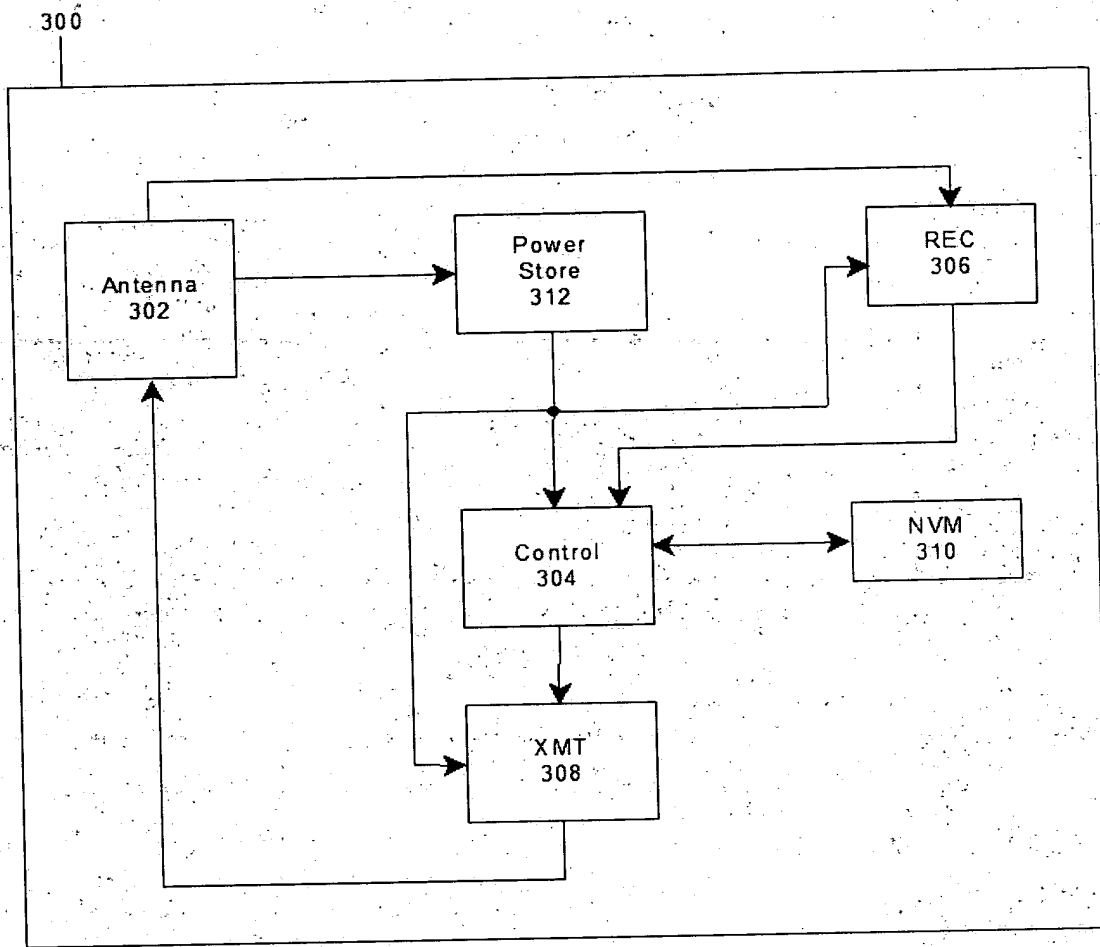 300
Antenna
302
Power
Store
312
REC
306
Control
304
NVM
310
XMT
308